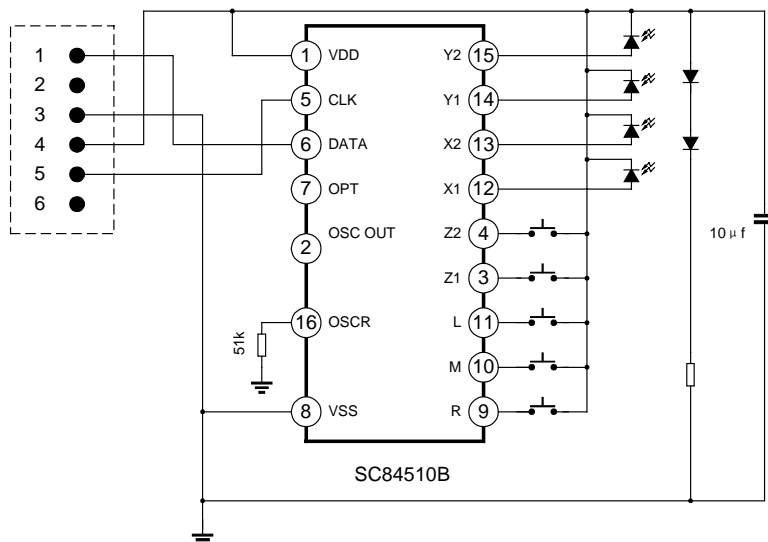 1
2
3
4
5
6
1 VDD
5 CLK
6 DATA
7 OPT
2 OSC OUT
16 OSCR
8 VSS
Y2 15
Y1 14
X2 13
X1 12
Z2 4
Z1 3
L 11
M 10
R 9
51k
10μf
SC84510B